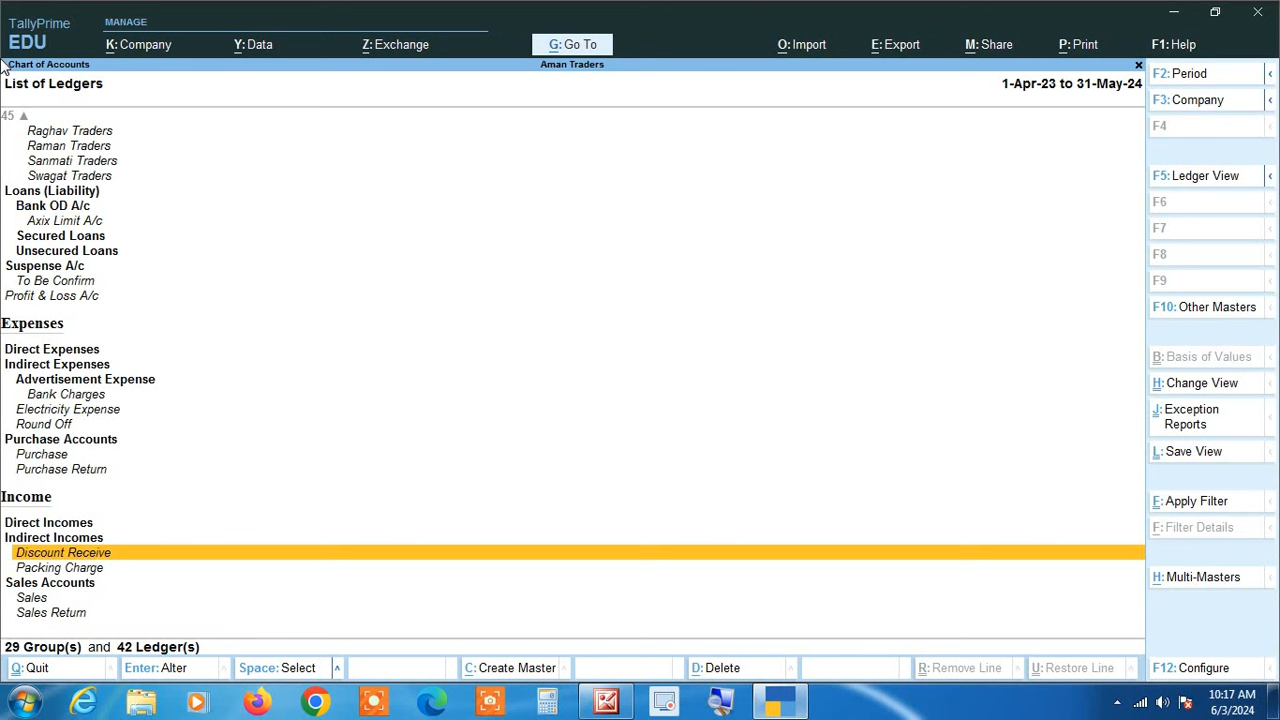 TallyPrime
EDU
MANAGE
K: Company Y: Data Z: Exchange G: Go To O: Import E: Export M: Share P: Print F1: Help
Chart of Accounts Aman Traders
List of Ledgers 1-Apr-23 to 31-May-24
45
Raghav Traders
Raman Traders
Sanmati Traders
Swagat Traders
Loans (Liability)
Bank OD A/c
Axix Limit A/c
Secured Loans
Unsecured Loans
Suspense A/c
To Be Confirm
Profit & Loss A/c
Expenses
Direct Expenses
Indirect Expenses
Advertisement Expense
Bank Charges
Electricity Expense
Round Off
Purchase Accounts
Purchase
Purchase Return
Income
Direct Incomes
Indirect Incomes
Discount Receive
Packing Charge
Sales Accounts
Sales
Sales Return
29 Group(s) and 42 Ledger(s)
F2: Period
F3: Company
F4
F5: Ledger View
F6
F7
F8
F9
F10: Other Masters
B: Basis of Values
H: Change View
J: Exception
Reports
L: Save View
E: Apply Filter
F: Filter Details
H: Multi-Masters
Q: Quit Enter: Alter Space: Select C: Create Master D: Delete R: Remove Line U: Restore Line F12: Configure
10:17 AM
6/3/2024